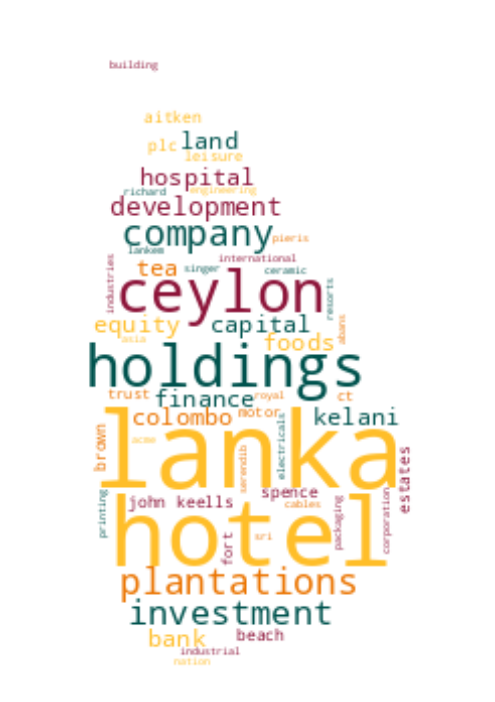 building
aitken
plc land
leisure
hospital
richard engineering
development
company
pieris
lankem
international
industries
tea singer ceramic
ceylon
resorts
equity capital
abans
asia
foods
holdings
trust finance royal ct
colombo motor kelani
lanka
acme
brown
serendib
electricals
estates
spence
john keells cables
printing
packaging
corporation
hotel
fort
sri
plantations
investment
bank beach
industrial
nation